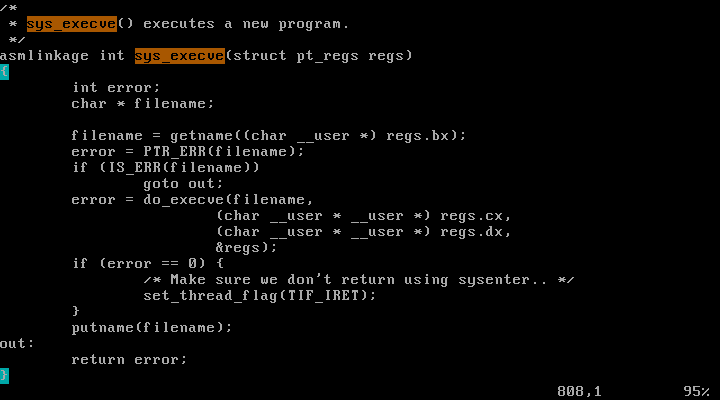 /*
 * sys_execve() executes a new program.
 */
asmlinkage int sys_execve(struct pt_regs regs)
{
        int error;
        char * filename;

        filename = getname((char __user *) regs.bx);
        error = PTR_ERR(filename);
        if (IS_ERR(filename))
                goto out;
        error = do_execve(filename,
                        (char __user * __user *) regs.cx,
                        (char __user * __user *) regs.dx,
                        &regs);
        if (error == 0) {
                /* Make sure we don't return using sysenter.. */
                set_thread_flag(TIF_IRET);
        }
        putname(filename);
out:
        return error;
}
808,1 95%